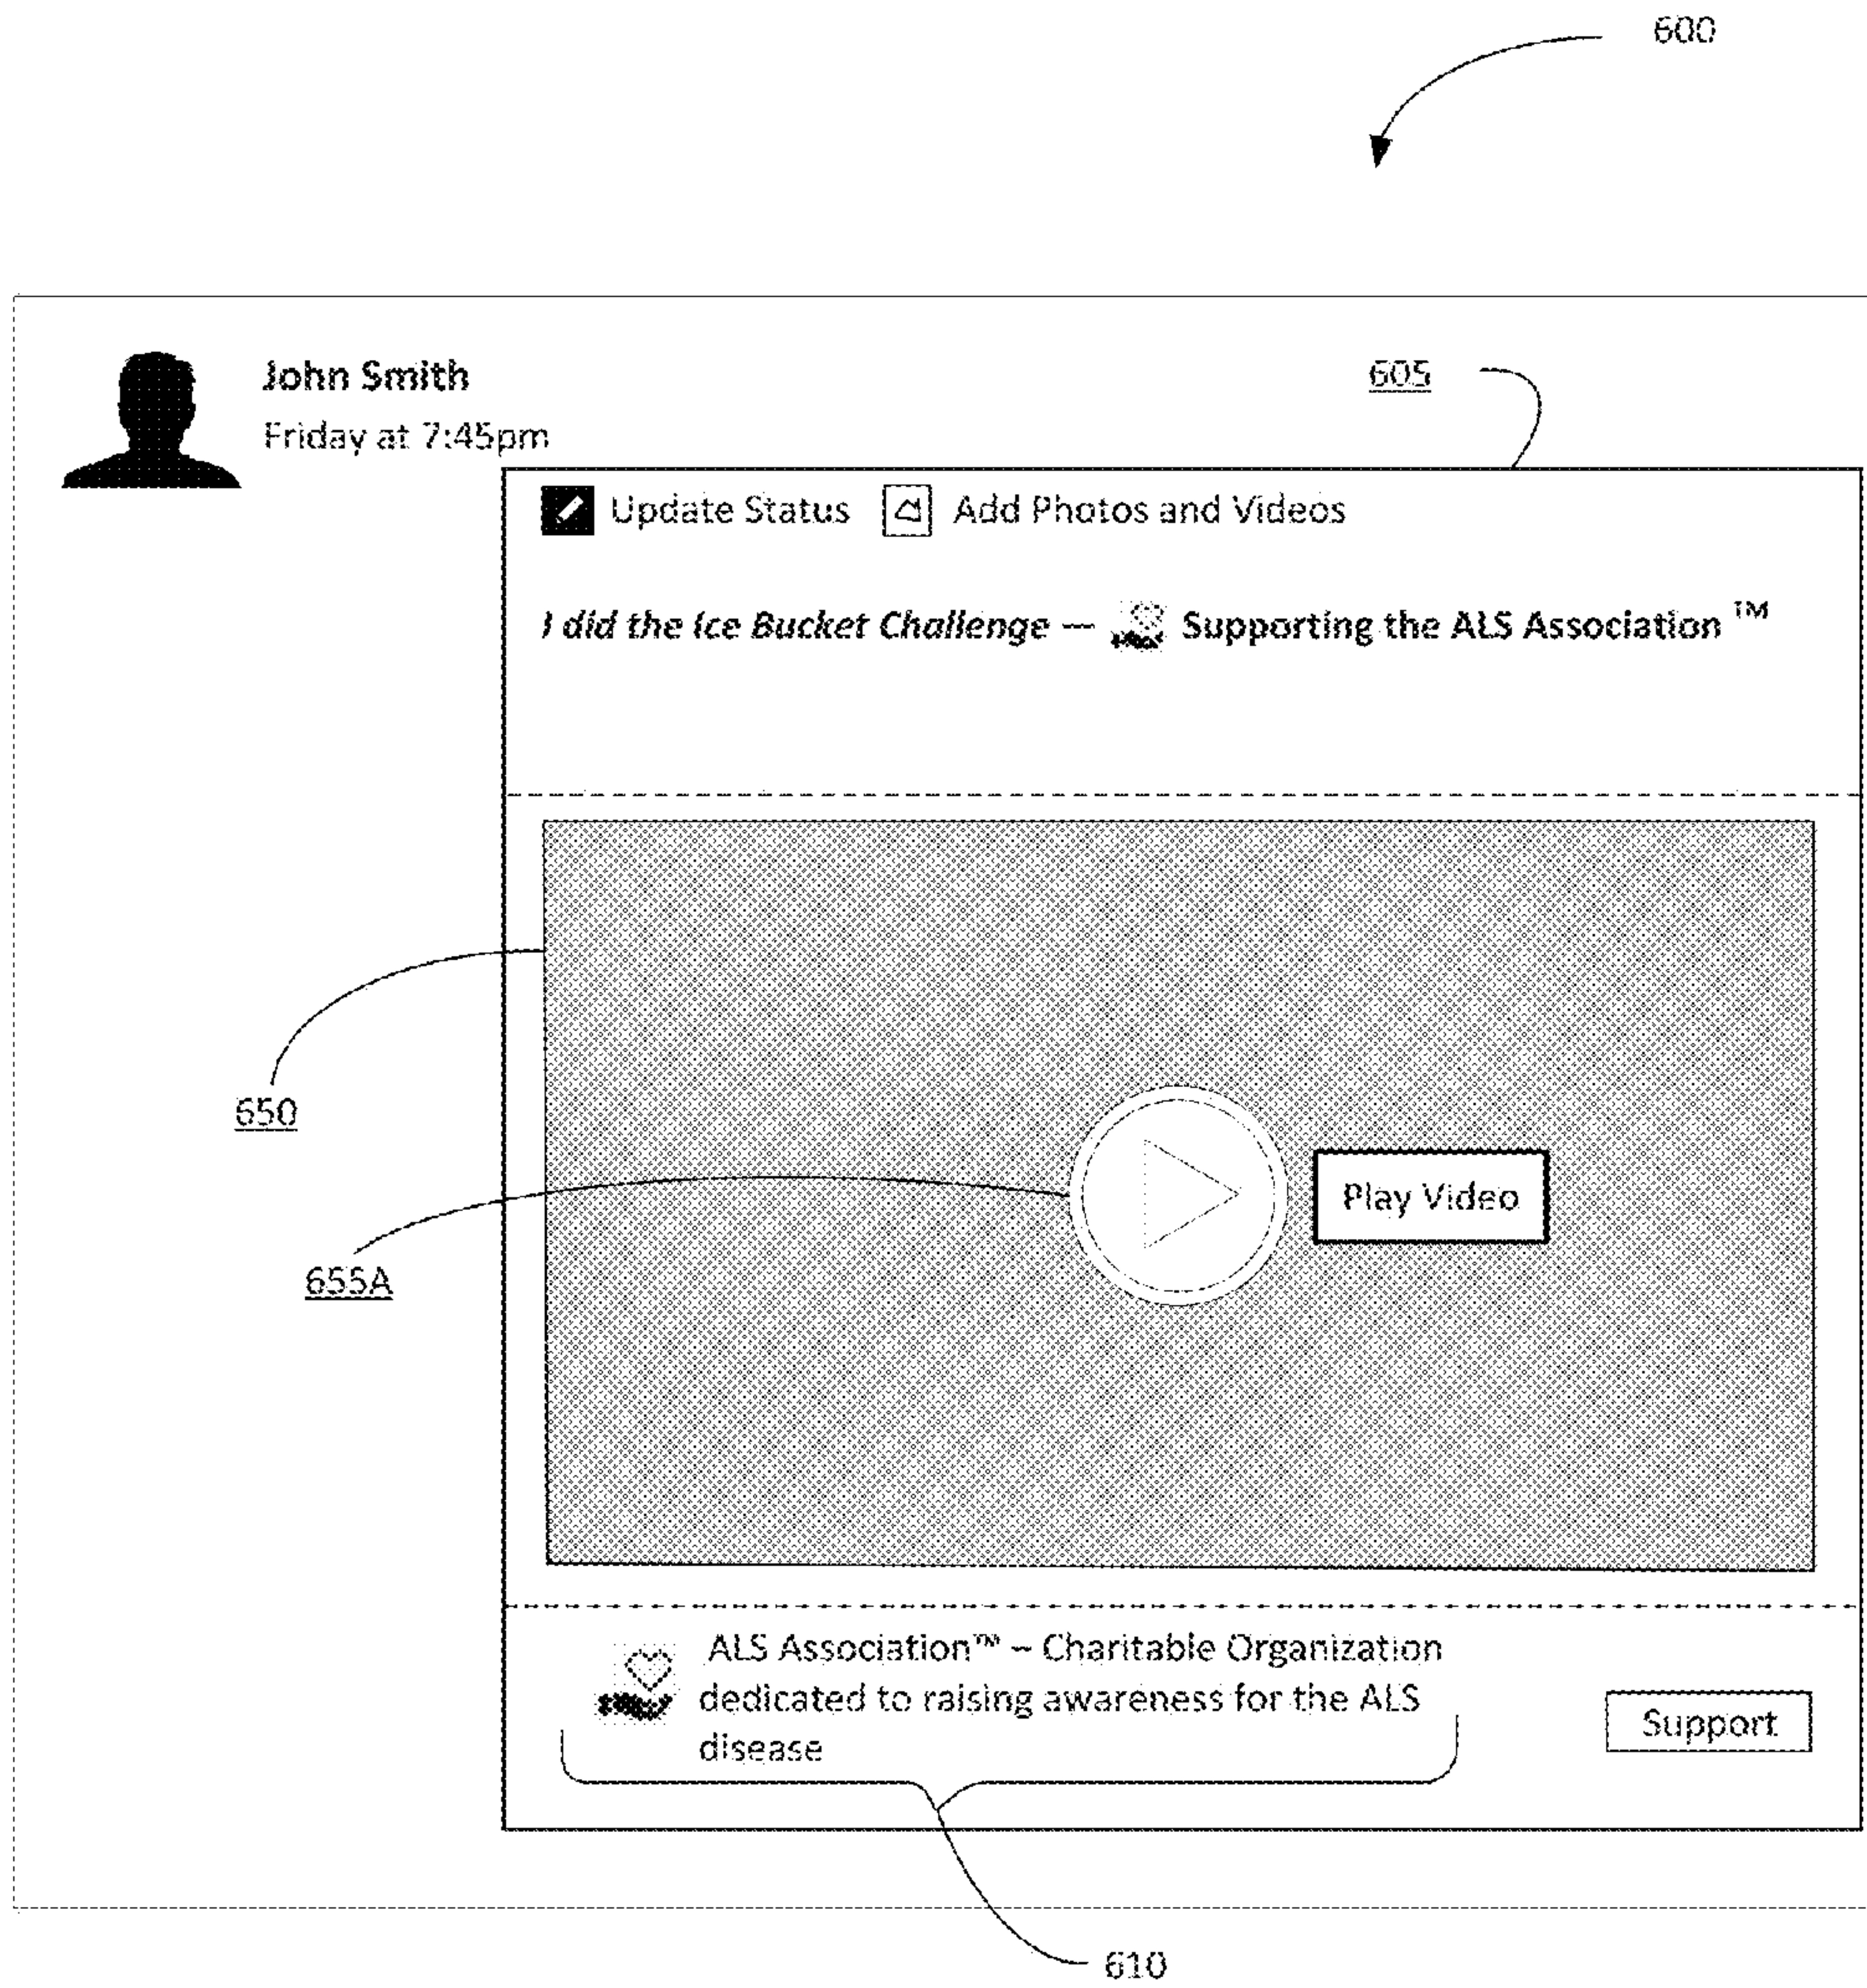 600
John Smith
605
Friday at 7:45pm
Update Status Add Photos and Videos
I did the Ice Bucket Challenge — Supporting the ALS Association ™
650
Play Video
655A
ALS Association™ – Charitable Organization
dedicated to raising awareness for the ALS
disease
Support
610